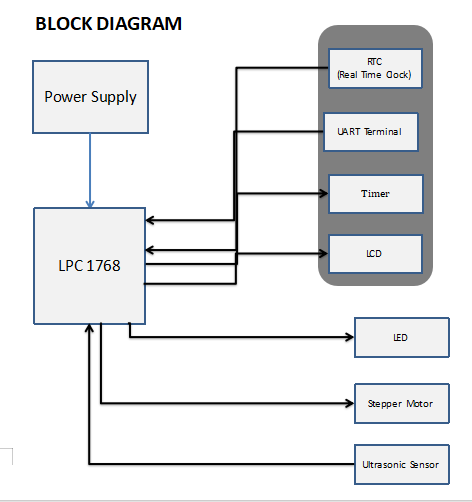 BLOCK DIAGRAM
Power Supply
RTC
(Real Time Clock)
UART Terminal
Timer
LPC 1768
LCD
LED
Stepper Motor
Ultrasonic Sensor